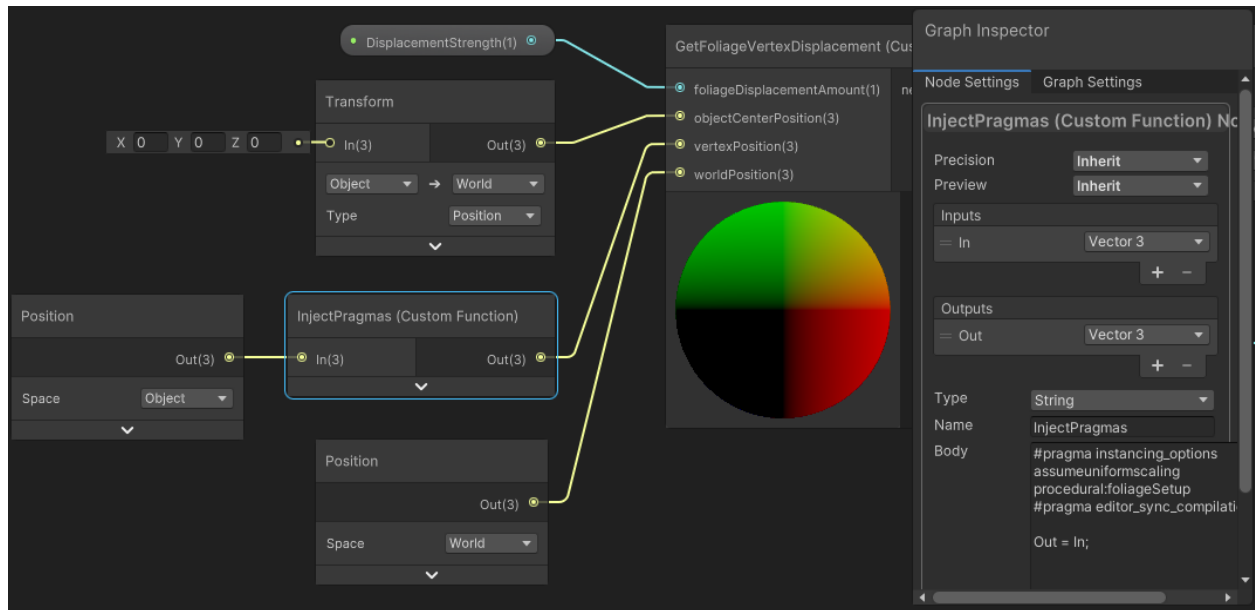 DisplacementStrength(1)
GetFoliageVertexDisplacement (Cus
foliageDisplacementAmount(1)
ne
objectCenterPosition(3)
vertexPosition(3)
worldPosition(3)
Transform
X 0 Y 0 Z 0
In(3)
Out(3)
Object → World
Type Position
Position
Out(3)
Space Object
InjectPragmas (Custom Function)
In(3) Out(3)
Position
Out(3)
Space World
Graph Inspector
Node Settings Graph Settings
InjectPragmas (Custom Function) No
Precision Inherit
Preview Inherit
Inputs
= In Vector 3
+ −
Outputs
= Out Vector 3
+ −
Type String
Name InjectPragmas
Body
#pragma instancing_options
assumeuniformscaling
procedural:foliageSetup
#pragma editor_sync_compilati
Out = In;